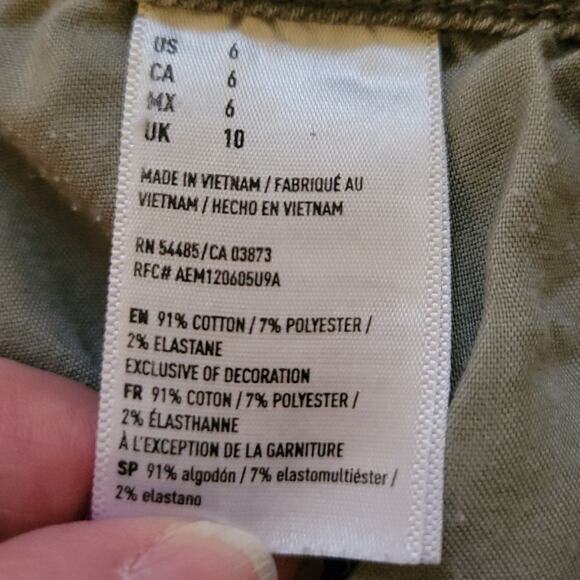 US 6
CA 6
MX 6
UK 10
MADE IN VIETNAM / FABRIQUÉ AU
VIETNAM / HECHO EN VIETNAM
RN 54485/CA 03873
RFC# AEM120605U9A
EN 91% COTTON / 7% POLYESTER /
2% ELASTANE
EXCLUSIVE OF DECORATION
FR 91% COTON / 7% POLYESTER /
2% ÉLASTHANNE
À L'EXCEPTION DE LA GARNITURE
SP 91% algodón / 7% elastomultiéster /
2% elastano